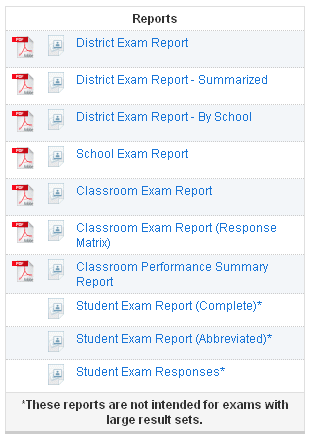 Reports
PDF
District Exam Report
PDF
District Exam Report - Summarized
PDF
District Exam Report - By School
PDF
School Exam Report
PDF
Classroom Exam Report
PDF
Classroom Exam Report (Response
Matrix)
PDF
Classroom Performance Summary
Report
Student Exam Report (Complete)*
Student Exam Report (Abbreviated)*
Student Exam Responses*
*These reports are not intended for exams with
large result sets.